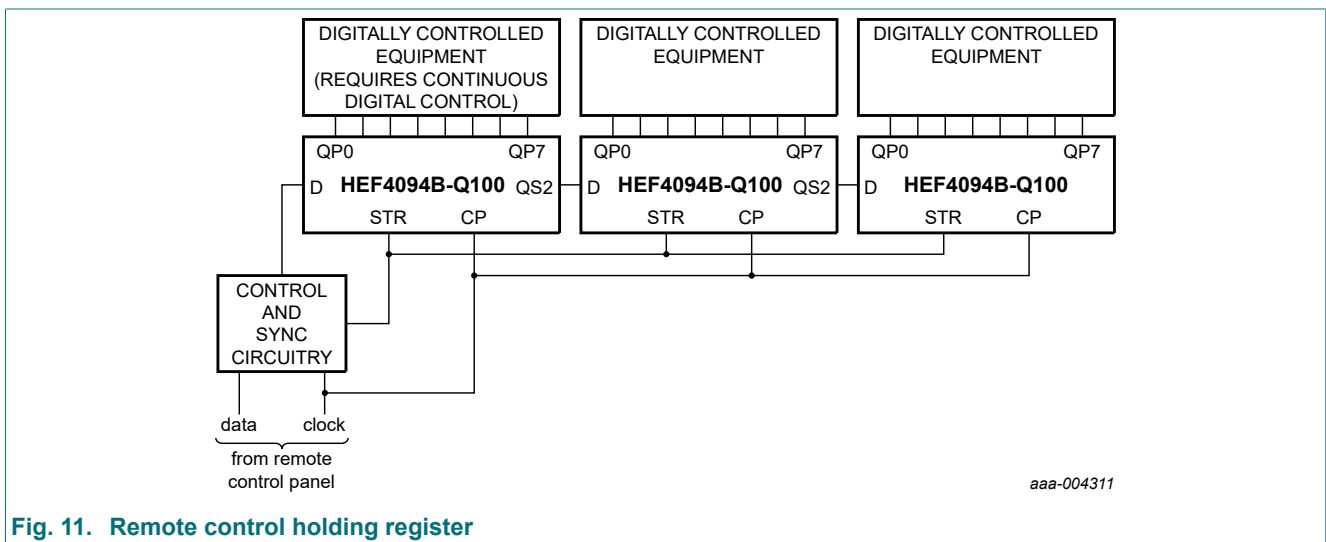 DIGITALLY CONTROLLED
EQUIPMENT
(REQUIRES CONTINUOUS
DIGITAL CONTROL)
DIGITALLY CONTROLLED
EQUIPMENT
DIGITALLY CONTROLLED
EQUIPMENT
QP0 QP7
D HEF4094B-Q100 QS2
STR CP
QP0 QP7
D HEF4094B-Q100 QS2
STR CP
QP0 QP7
D HEF4094B-Q100
STR CP
CONTROL
AND
SYNC
CIRCUITRY
data clock
from remote
control panel
aaa-004311
Fig. 11. Remote control holding register